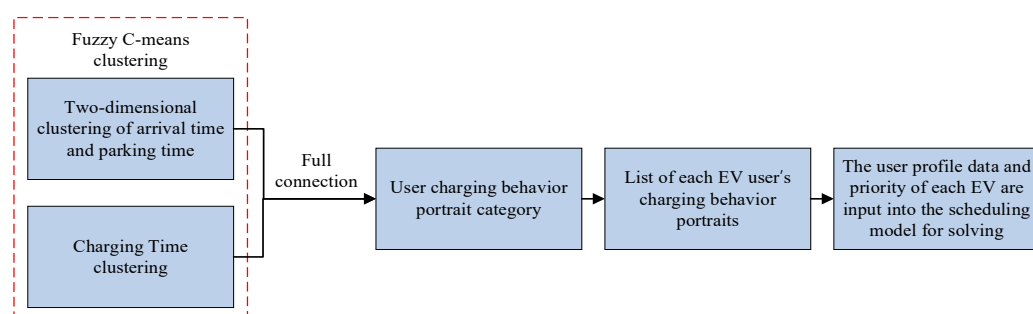 Fuzzy C-means
clustering
Two-dimensional
clustering of arrival time
and parking time
Charging Time
clustering
Full
connection
User charging behavior
portrait category
List of each EV user's
charging behavior
portraits
The user profile data and
priority of each EV are
input into the scheduling
model for solving